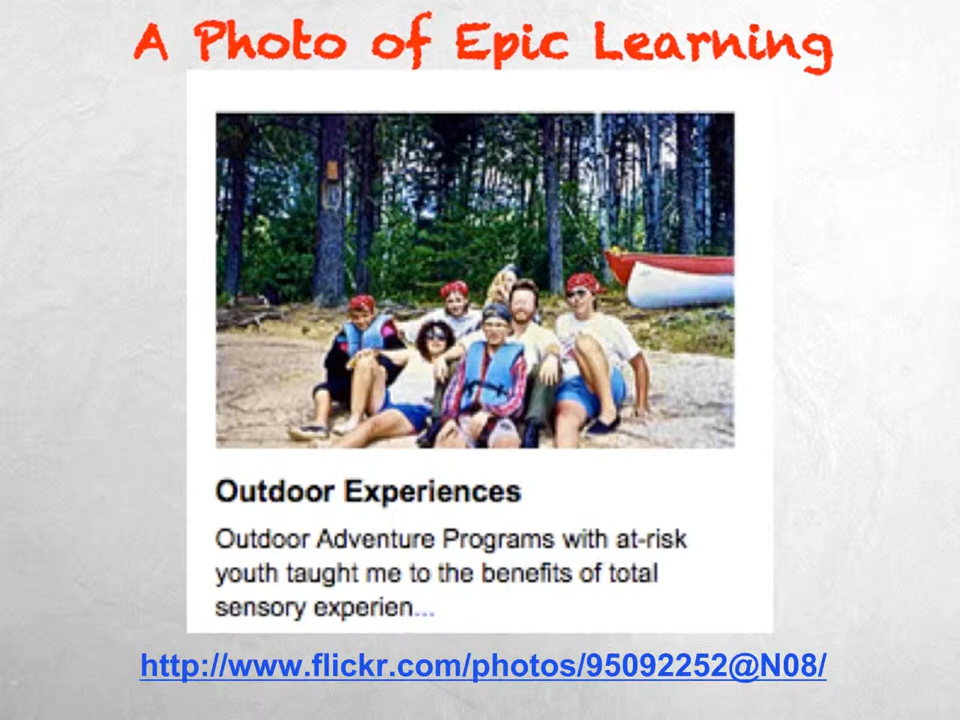 A Photo of Epic Learning
Outdoor Experiences
Outdoor Adventure Programs with at-risk
youth taught me to the benefits of total
sensory experien...
http://www.flickr.com/photos/95092252@N08/